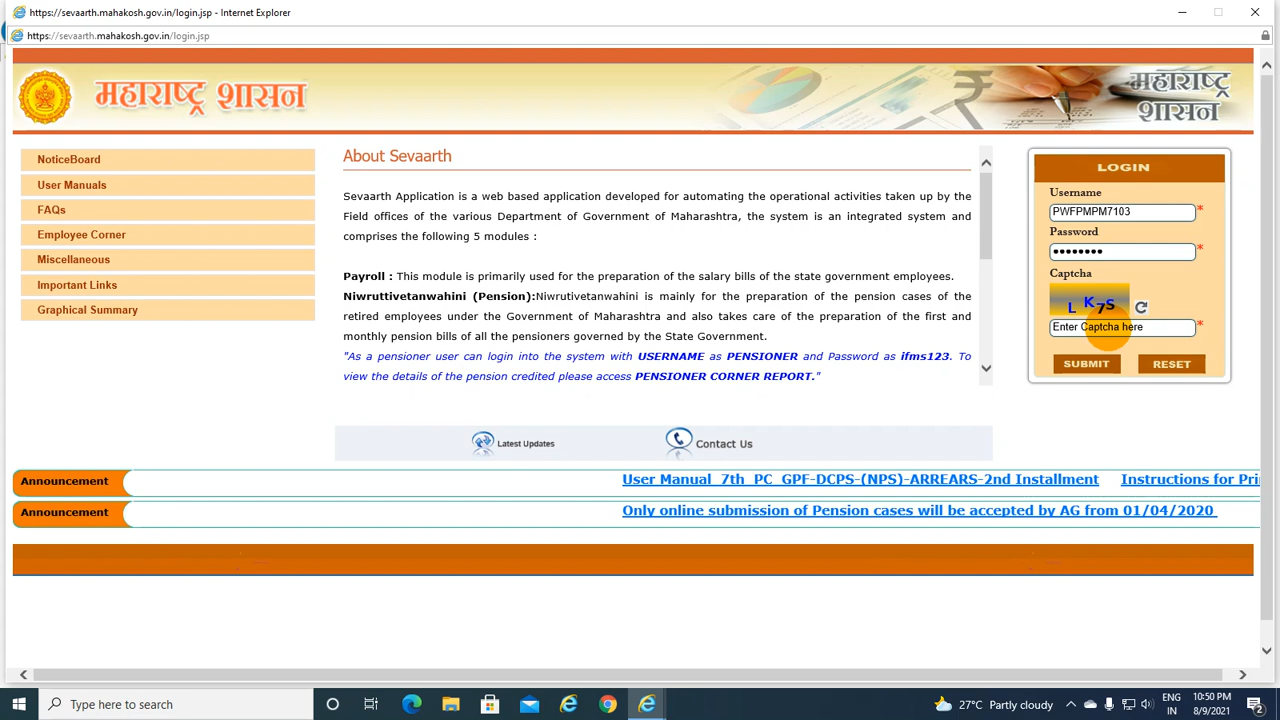 https://sevaarth.mahakosh.gov.in/login.jsp - Internet Explorer
https://sevaarth.mahakosh.gov.in/login.jsp
महाराष्ट्र शासन
महाराष्ट्र
शासन
NoticeBoard
User Manuals
FAQs
Employee Corner
Miscellaneous
Important Links
Graphical Summary
About Sevaarth
Sevaarth Application is a web based application developed for automating the operational activities taken up by the
Field offices of the various Department of Government of Maharashtra, the system is an integrated system and
comprises the following 5 modules :
Payroll : This module is primarily used for the preparation of the salary bills of the state government employees.
Niwruttivetanwahini (Pension):Niwrutivetanwahini is mainly for the preparation of the pension cases of the
retired employees under the Government of Maharashtra and also takes care of the preparation of the first and
monthly pension bills of all the pensioners governed by the State Government.
"As a pensioner user can login into the system with USERNAME as PENSIONER and Password as ifms123. To
view the details of the pension credited please access PENSIONER CORNER REPORT."
LOGIN
Username
PWFPMPM7103 *
Password
•••••••• *
Captcha
L K 7 S
Enter Captcha here *
SUBMIT RESET
Latest Updates Contact Us
Announcement User Manual 7th PC GPF-DCPS-(NPS)-ARREARS-2nd Installment Instructions for Pri
Announcement Only online submission of Pension cases will be accepted by AG from 01/04/2020
Type here to search
27°C Partly cloudy
ENG
IN
10:50 PM
8/9/2021
2